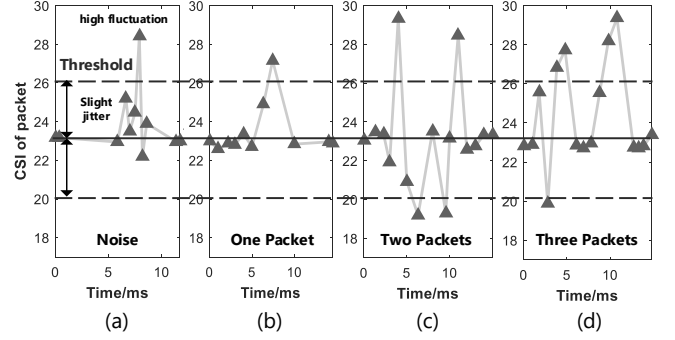 30
28
26
24
22
20
18
CSI of packet
high fluctuation
Threshold
Slight
jitter
Noise
0 5 10
Time/ms
(a)
30
28
26
24
22
20
18
One Packet
0 5 10
Time/ms
(b)
30
28
26
24
22
20
18
Two Packets
0 5 10
Time/ms
(c)
30
28
26
24
22
20
18
Three Packets
0 5 10 15
Time/ms
(d)